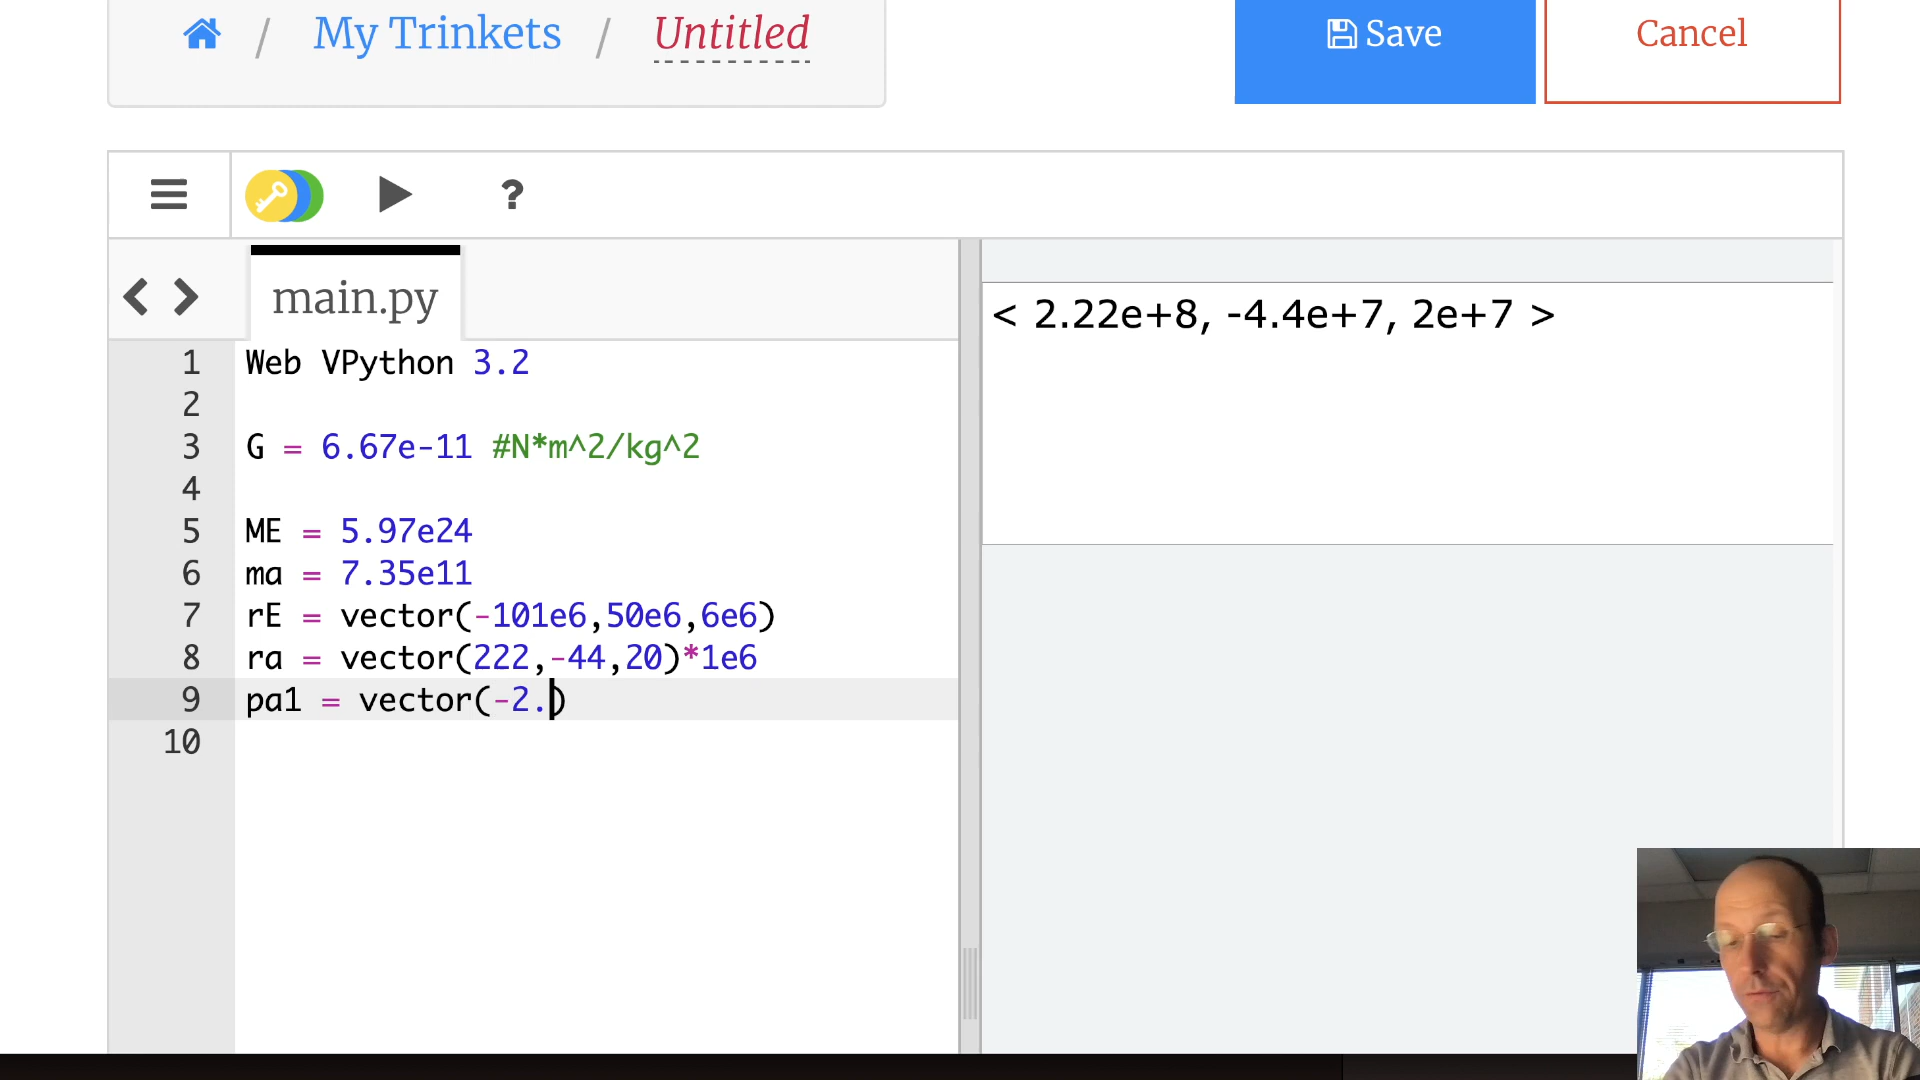 / My Trinkets / Untitled
Save
Cancel
?
main.py
< 2.22e+8, -4.4e+7, 2e+7 >
1 Web VPython 3.2
2
3 G = 6.67e-11 #N*m^2/kg^2
4
5 ME = 5.97e24
6 ma = 7.35e11
7 rE = vector(-101e6,50e6,6e6)
8 ra = vector(222,-44,20)*1e6
9 pa1 = vector(-2.)
10